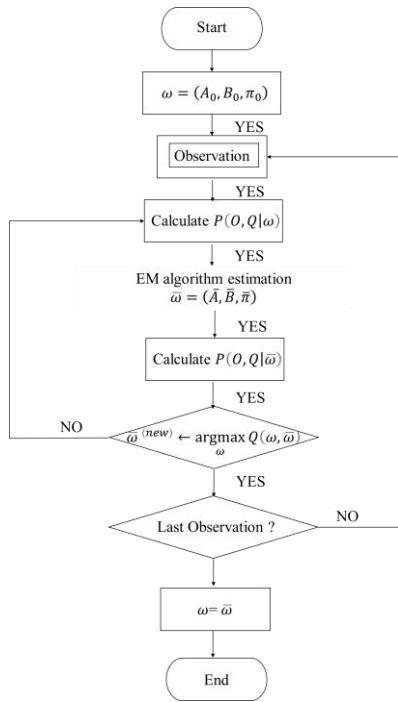 Start
ω = (A₀, B₀, π₀)
YES
Observation
YES
Calculate P(O, Q|ω)
YES
EM algorithm estimation
ω̅ = (A̅, B̅, π̅)
YES
Calculate P(O, Q|ω̅)
YES
NO
ω̅⁽ⁿᵉʷ⁾ ← argmax Q(ω, ω̅)
ω
YES
Last Observation ?
NO
ω= ω̅
End